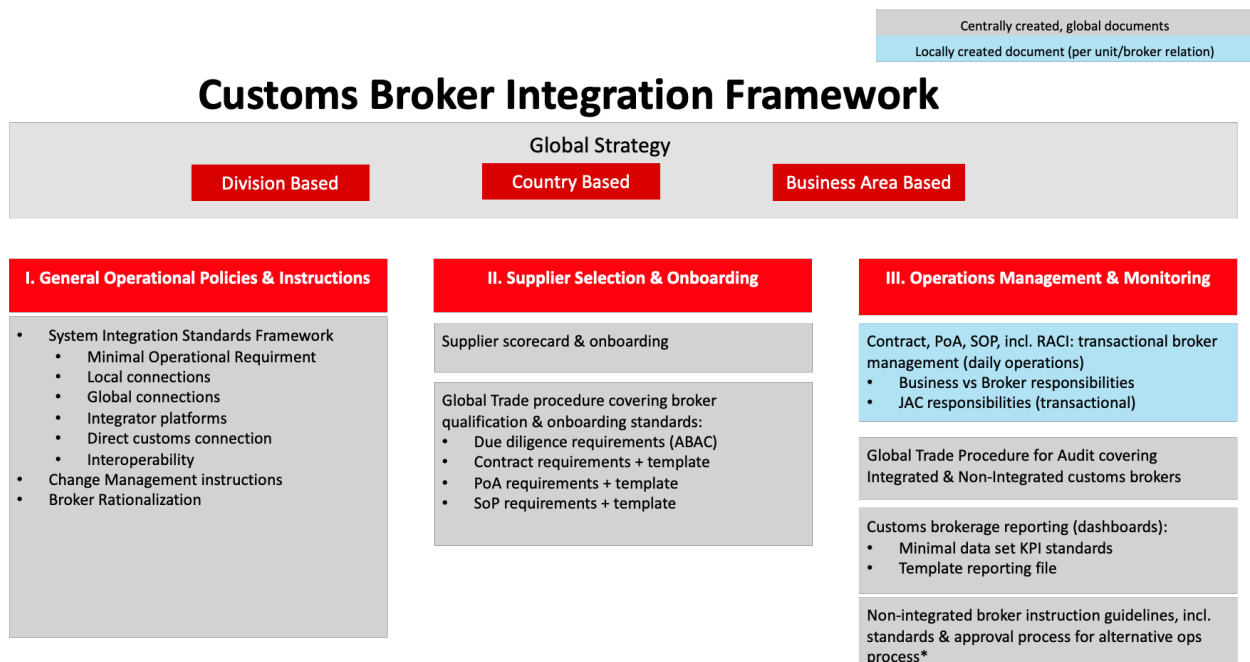 Centrally created, global documents
Locally created document (per unit/broker relation)
Customs Broker Integration Framework
Global Strategy
Division Based
Country Based
Business Area Based
I. General Operational Policies & Instructions
• System Integration Standards Framework
• Minimal Operational Requirment
• Local connections
• Global connections
• Integrator platforms
• Direct customs connection
• Interoperability
• Change Management instructions
• Broker Rationalization
II. Supplier Selection & Onboarding
Supplier scorecard & onboarding
Global Trade procedure covering broker
qualification & onboarding standards:
• Due diligence requirements (ABAC)
• Contract requirements + template
• PoA requirements + template
• SoP requirements + template
III. Operations Management & Monitoring
Contract, PoA, SOP, incl. RACI: transactional broker
management (daily operations)
• Business vs Broker responsibilities
• JAC responsibilities (transactional)
Global Trade Procedure for Audit covering
Integrated & Non-Integrated customs brokers
Customs brokerage reporting (dashboards):
• Minimal data set KPI standards
• Template reporting file
Non-integrated broker instruction guidelines, incl.
standards & approval process for alternative ops
process*